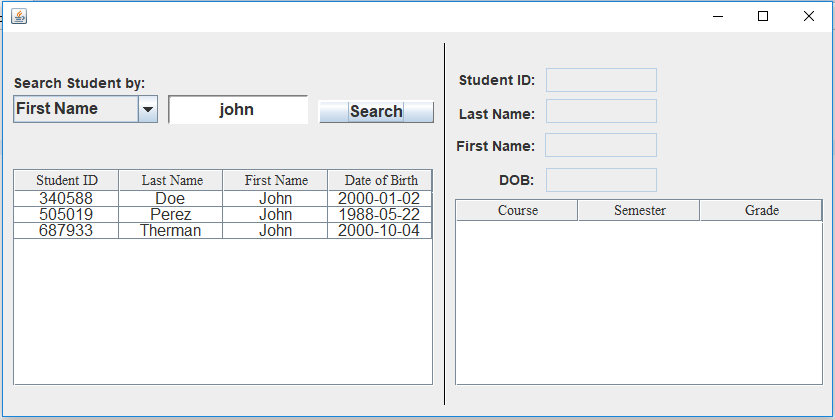 Search Student by:
First Name john Search
Student ID Last Name First Name Date of Birth
340588 Doe John 2000-01-02
505019 Perez John 1988-05-22
687933 Therman John 2000-10-04
Student ID:
Last Name:
First Name:
DOB:
Course Semester Grade